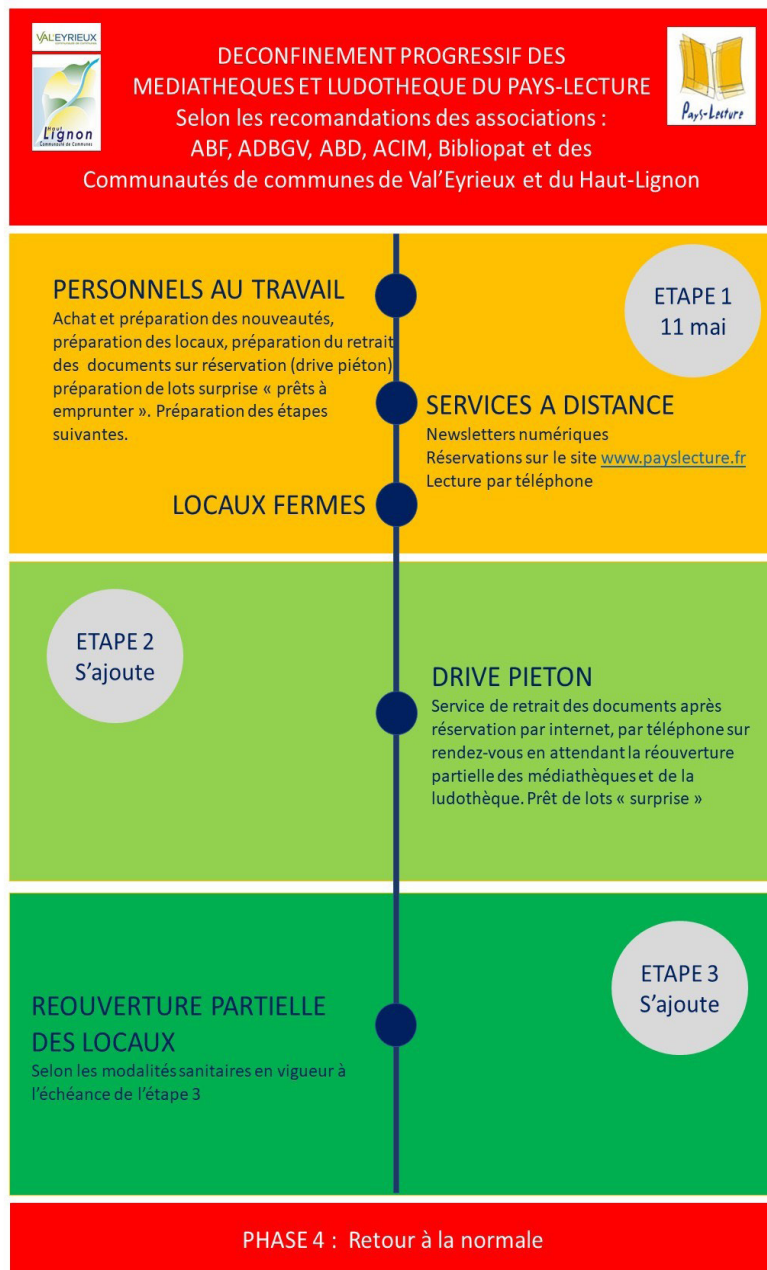 VAL'EYRIEUX
Haut
Lignon
Communauté de Communes
Pays-Lecture
DECONFINEMENT PROGRESSIF DES
MEDIATHEQUES ET LUDOTHEQUE DU PAYS-LECTURE
Selon les recomandations des associations :
ABF, ADBGV, ABD, ACIM, Bibliopat et des
Communautés de communes de Val'Eyrieux et du Haut-Lignon
PERSONNELS AU TRAVAIL
Achat et préparation des nouveautés,
préparation des locaux, préparation du retrait
des documents sur réservation (drive piéton)
préparation de lots surprise « prêts à
emprunter ». Préparation des étapes
suivantes.
ETAPE 1
11 mai
SERVICES A DISTANCE
Newsletters numériques
Réservations sur le site www.payslecture.fr
Lecture par téléphone
LOCAUX FERMES
ETAPE 2
S'ajoute
DRIVE PIETON
Service de retrait des documents après
réservation par internet, par téléphone sur
rendez-vous en attendant la réouverture
partielle des médiathèques et de la
ludothèque. Prêt de lots « surprise »
ETAPE 3
S'ajoute
REOUVERTURE PARTIELLE
DES LOCAUX
Selon les modalités sanitaires en vigueur à
l'échéance de l'étape 3
PHASE 4 : Retour à la normale